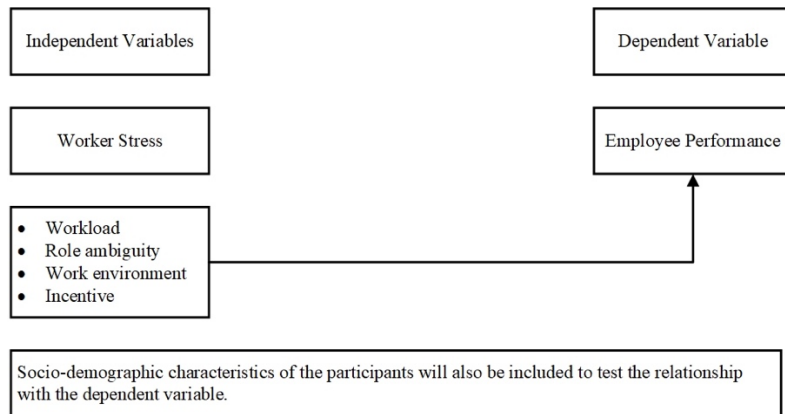 Independent Variables
Dependent Variable
Worker Stress
Employee Performance
• Workload
• Role ambiguity
• Work environment
• Incentive
Socio-demographic characteristics of the participants will also be included to test the relationship
with the dependent variable.